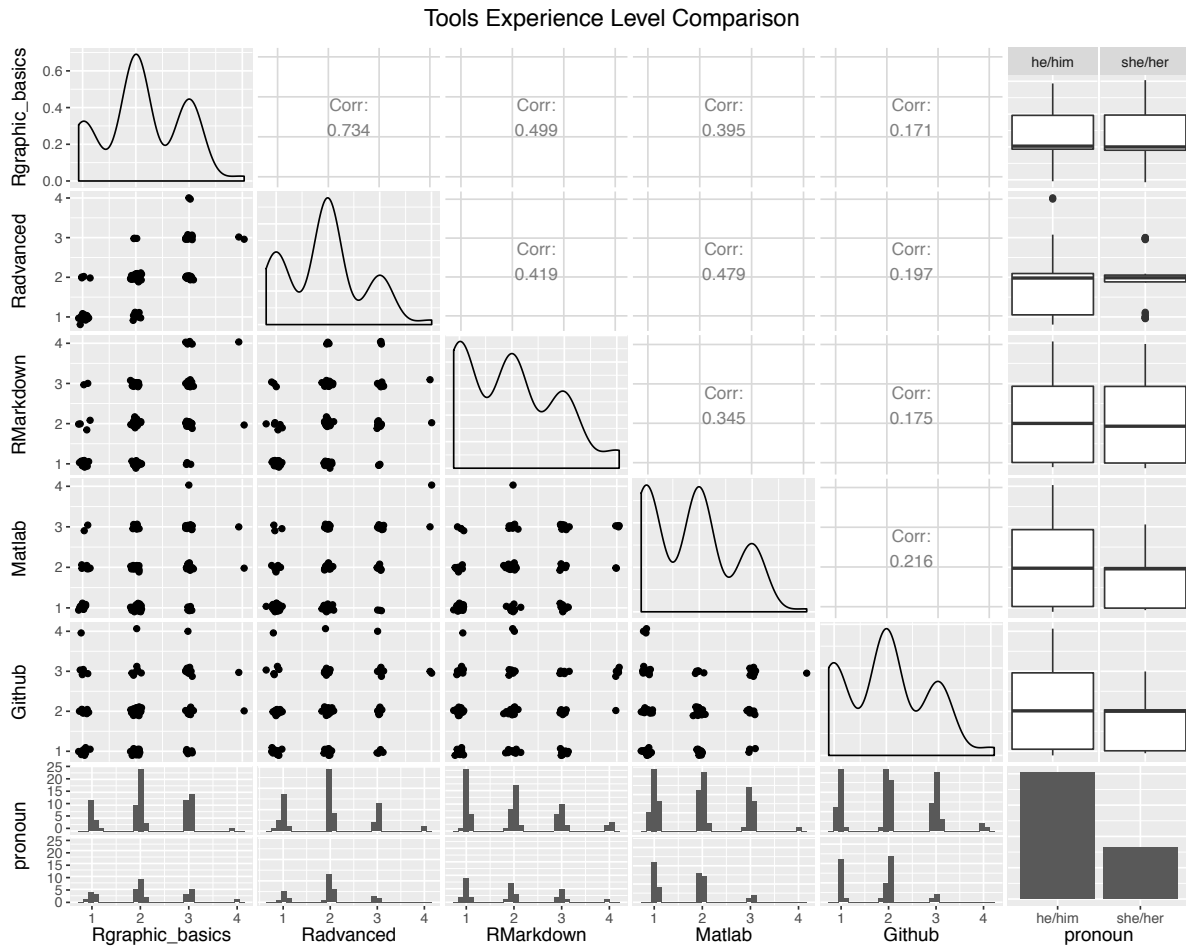 Tools Experience Level Comparison
he/him she/her
Rgraphic_basics
0.6
0.4
0.2
0.0
Corr:
0.734
Corr:
0.499
Corr:
0.395
Corr:
0.171
Radvanced
4
3
2
1
Corr:
0.419
Corr:
0.479
Corr:
0.197
RMarkdown
4
3
2
1
Corr:
0.345
Corr:
0.175
Matlab
4
3
2
1
Corr:
0.216
Github
4
3
2
1
pronoun
25
20
15
10
5
0
25
20
15
10
5
0
1 2 3 4 1 2 3 4 1 2 3 4 1 2 3 4 1 2 3 4 he/him she/her
Rgraphic_basics Radvanced RMarkdown Matlab Github pronoun